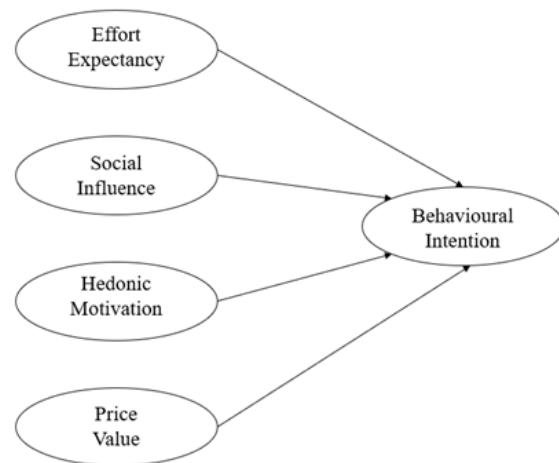 Effort
Expectancy
Social
Influence
Behavioural
Intention
Hedonic
Motivation
Price
Value